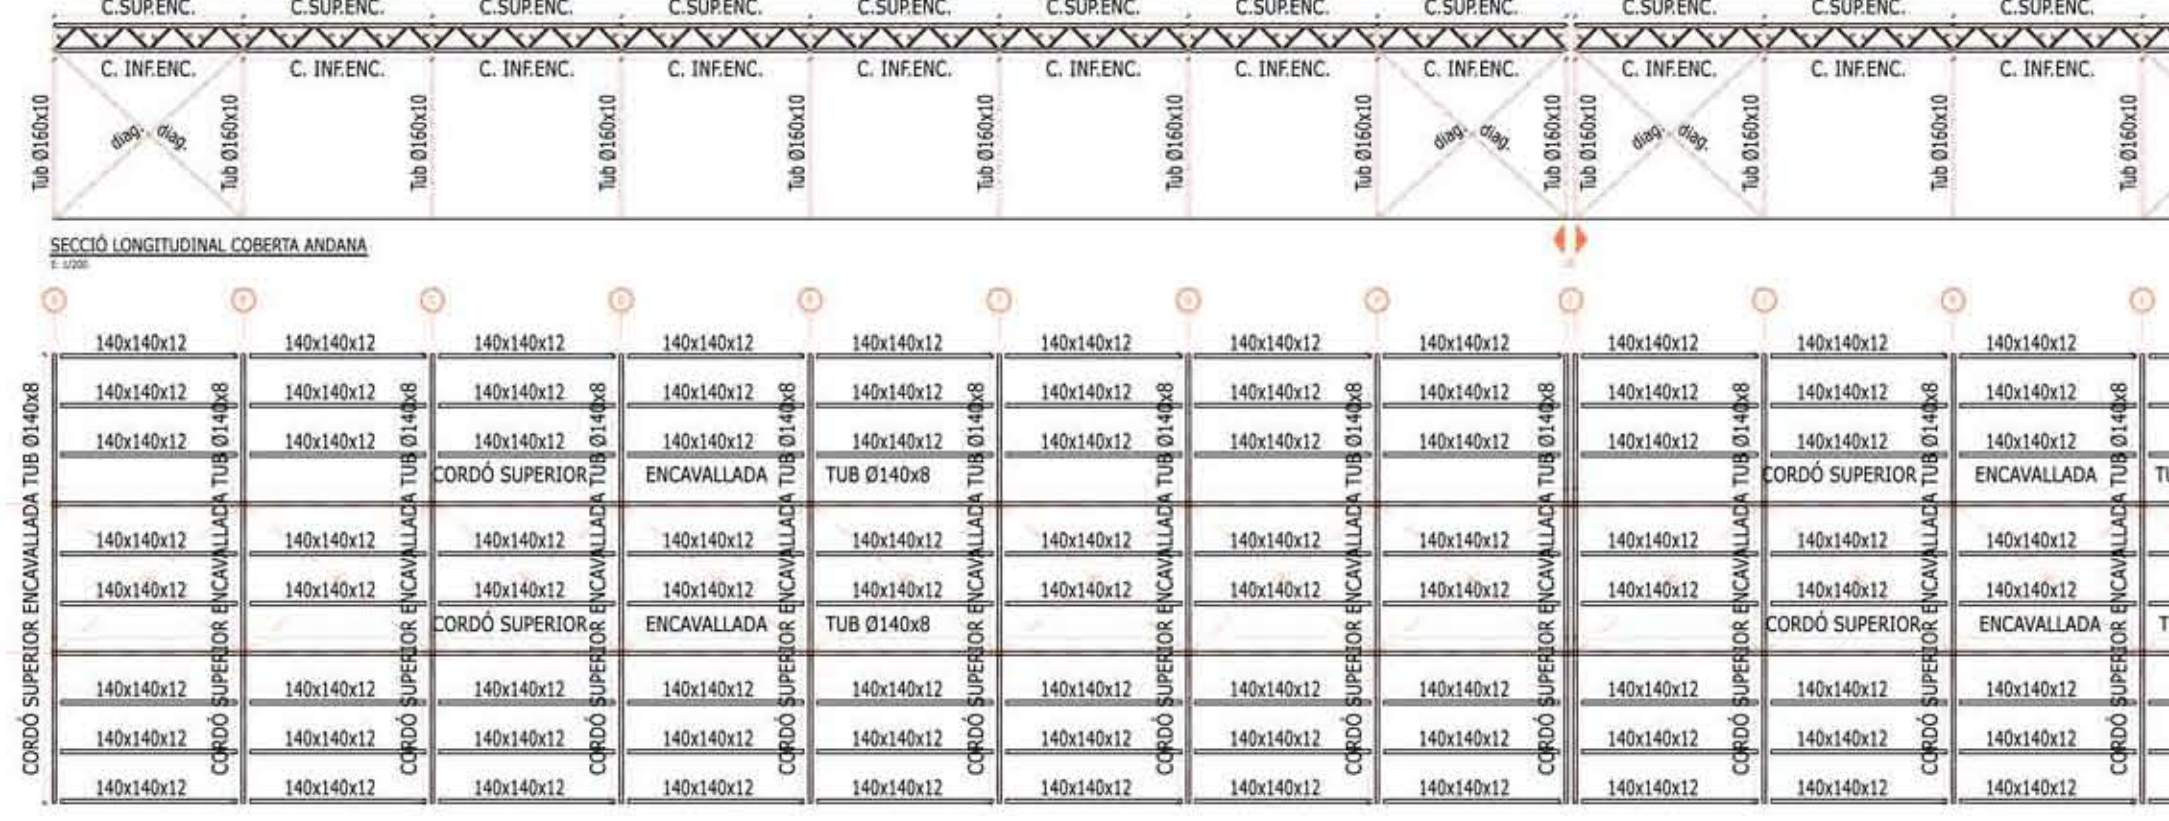 C.SUP.ENC. C.SUP.ENC. C.SUP.ENC. C.SUP.ENC. C.SUP.ENC. C.SUP.ENC. C.SUP.ENC. C.SUP.ENC. C.SUP.ENC. C.SUP.ENC. C.SUP.ENC.
C. INF.ENC. C. INF.ENC. C. INF.ENC. C. INF.ENC. C. INF.ENC. C. INF.ENC. C. INF.ENC. C. INF.ENC. C. INF.ENC. C. INF.ENC. C. INF.ENC.
Tub Ø160x10
diag. diag.
Tub Ø160x10
Tub Ø160x10
Tub Ø160x10
Tub Ø160x10
Tub Ø160x10
Tub Ø160x10
Tub Ø160x10
diag. diag.
Tub Ø160x10
Tub Ø160x10
diag. diag.
Tub Ø160x10
Tub Ø160x10
Tub Ø160x10
SECCIÓ LONGITUDINAL COBERTA ANDANA
E: 1/200
140x140x12 140x140x12 140x140x12 140x140x12 140x140x12 140x140x12 140x140x12 140x140x12 140x140x12 140x140x12 140x140x12
140x140x12 140x140x12 140x140x12 140x140x12 140x140x12 140x140x12 140x140x12 140x140x12 140x140x12 140x140x12 140x140x12
140x140x12 140x140x12 140x140x12 140x140x12 140x140x12 140x140x12 140x140x12 140x140x12 140x140x12 140x140x12 140x140x12
CORDÓ SUPERIOR ENCAVALLADA TUB Ø140x8 CORDÓ SUPERIOR ENCAVALLADA
140x140x12 140x140x12 140x140x12 140x140x12 140x140x12 140x140x12 140x140x12 140x140x12 140x140x12 140x140x12 140x140x12
140x140x12 140x140x12 140x140x12 140x140x12 140x140x12 140x140x12 140x140x12 140x140x12 140x140x12 140x140x12 140x140x12
CORDÓ SUPERIOR ENCAVALLADA TUB Ø140x8 CORDÓ SUPERIOR ENCAVALLADA
140x140x12 140x140x12 140x140x12 140x140x12 140x140x12 140x140x12 140x140x12 140x140x12 140x140x12 140x140x12 140x140x12
140x140x12 140x140x12 140x140x12 140x140x12 140x140x12 140x140x12 140x140x12 140x140x12 140x140x12 140x140x12 140x140x12
140x140x12 140x140x12 140x140x12 140x140x12 140x140x12 140x140x12 140x140x12 140x140x12 140x140x12 140x140x12 140x140x12
CORDÓ SUPERIOR ENCAVALLADA TUB Ø140x8
CORDÓ SUPERIOR ENCAVALLADA TUB Ø140x8
CORDÓ SUPERIOR ENCAVALLADA TUB Ø140x8
CORDÓ SUPERIOR ENCAVALLADA TUB Ø140x8
CORDÓ SUPERIOR ENCAVALLADA TUB Ø140x8
CORDÓ SUPERIOR ENCAVALLADA TUB Ø140x8
CORDÓ SUPERIOR ENCAVALLADA TUB Ø140x8
CORDÓ SUPERIOR ENCAVALLADA TUB Ø140x8
CORDÓ SUPERIOR ENCAVALLADA TUB Ø140x8
CORDÓ SUPERIOR ENCAVALLADA TUB Ø140x8
CORDÓ SUPERIOR ENCAVALLADA TUB Ø140x8
CORDÓ SUPERIOR ENCAVALLADA TUB Ø140x8